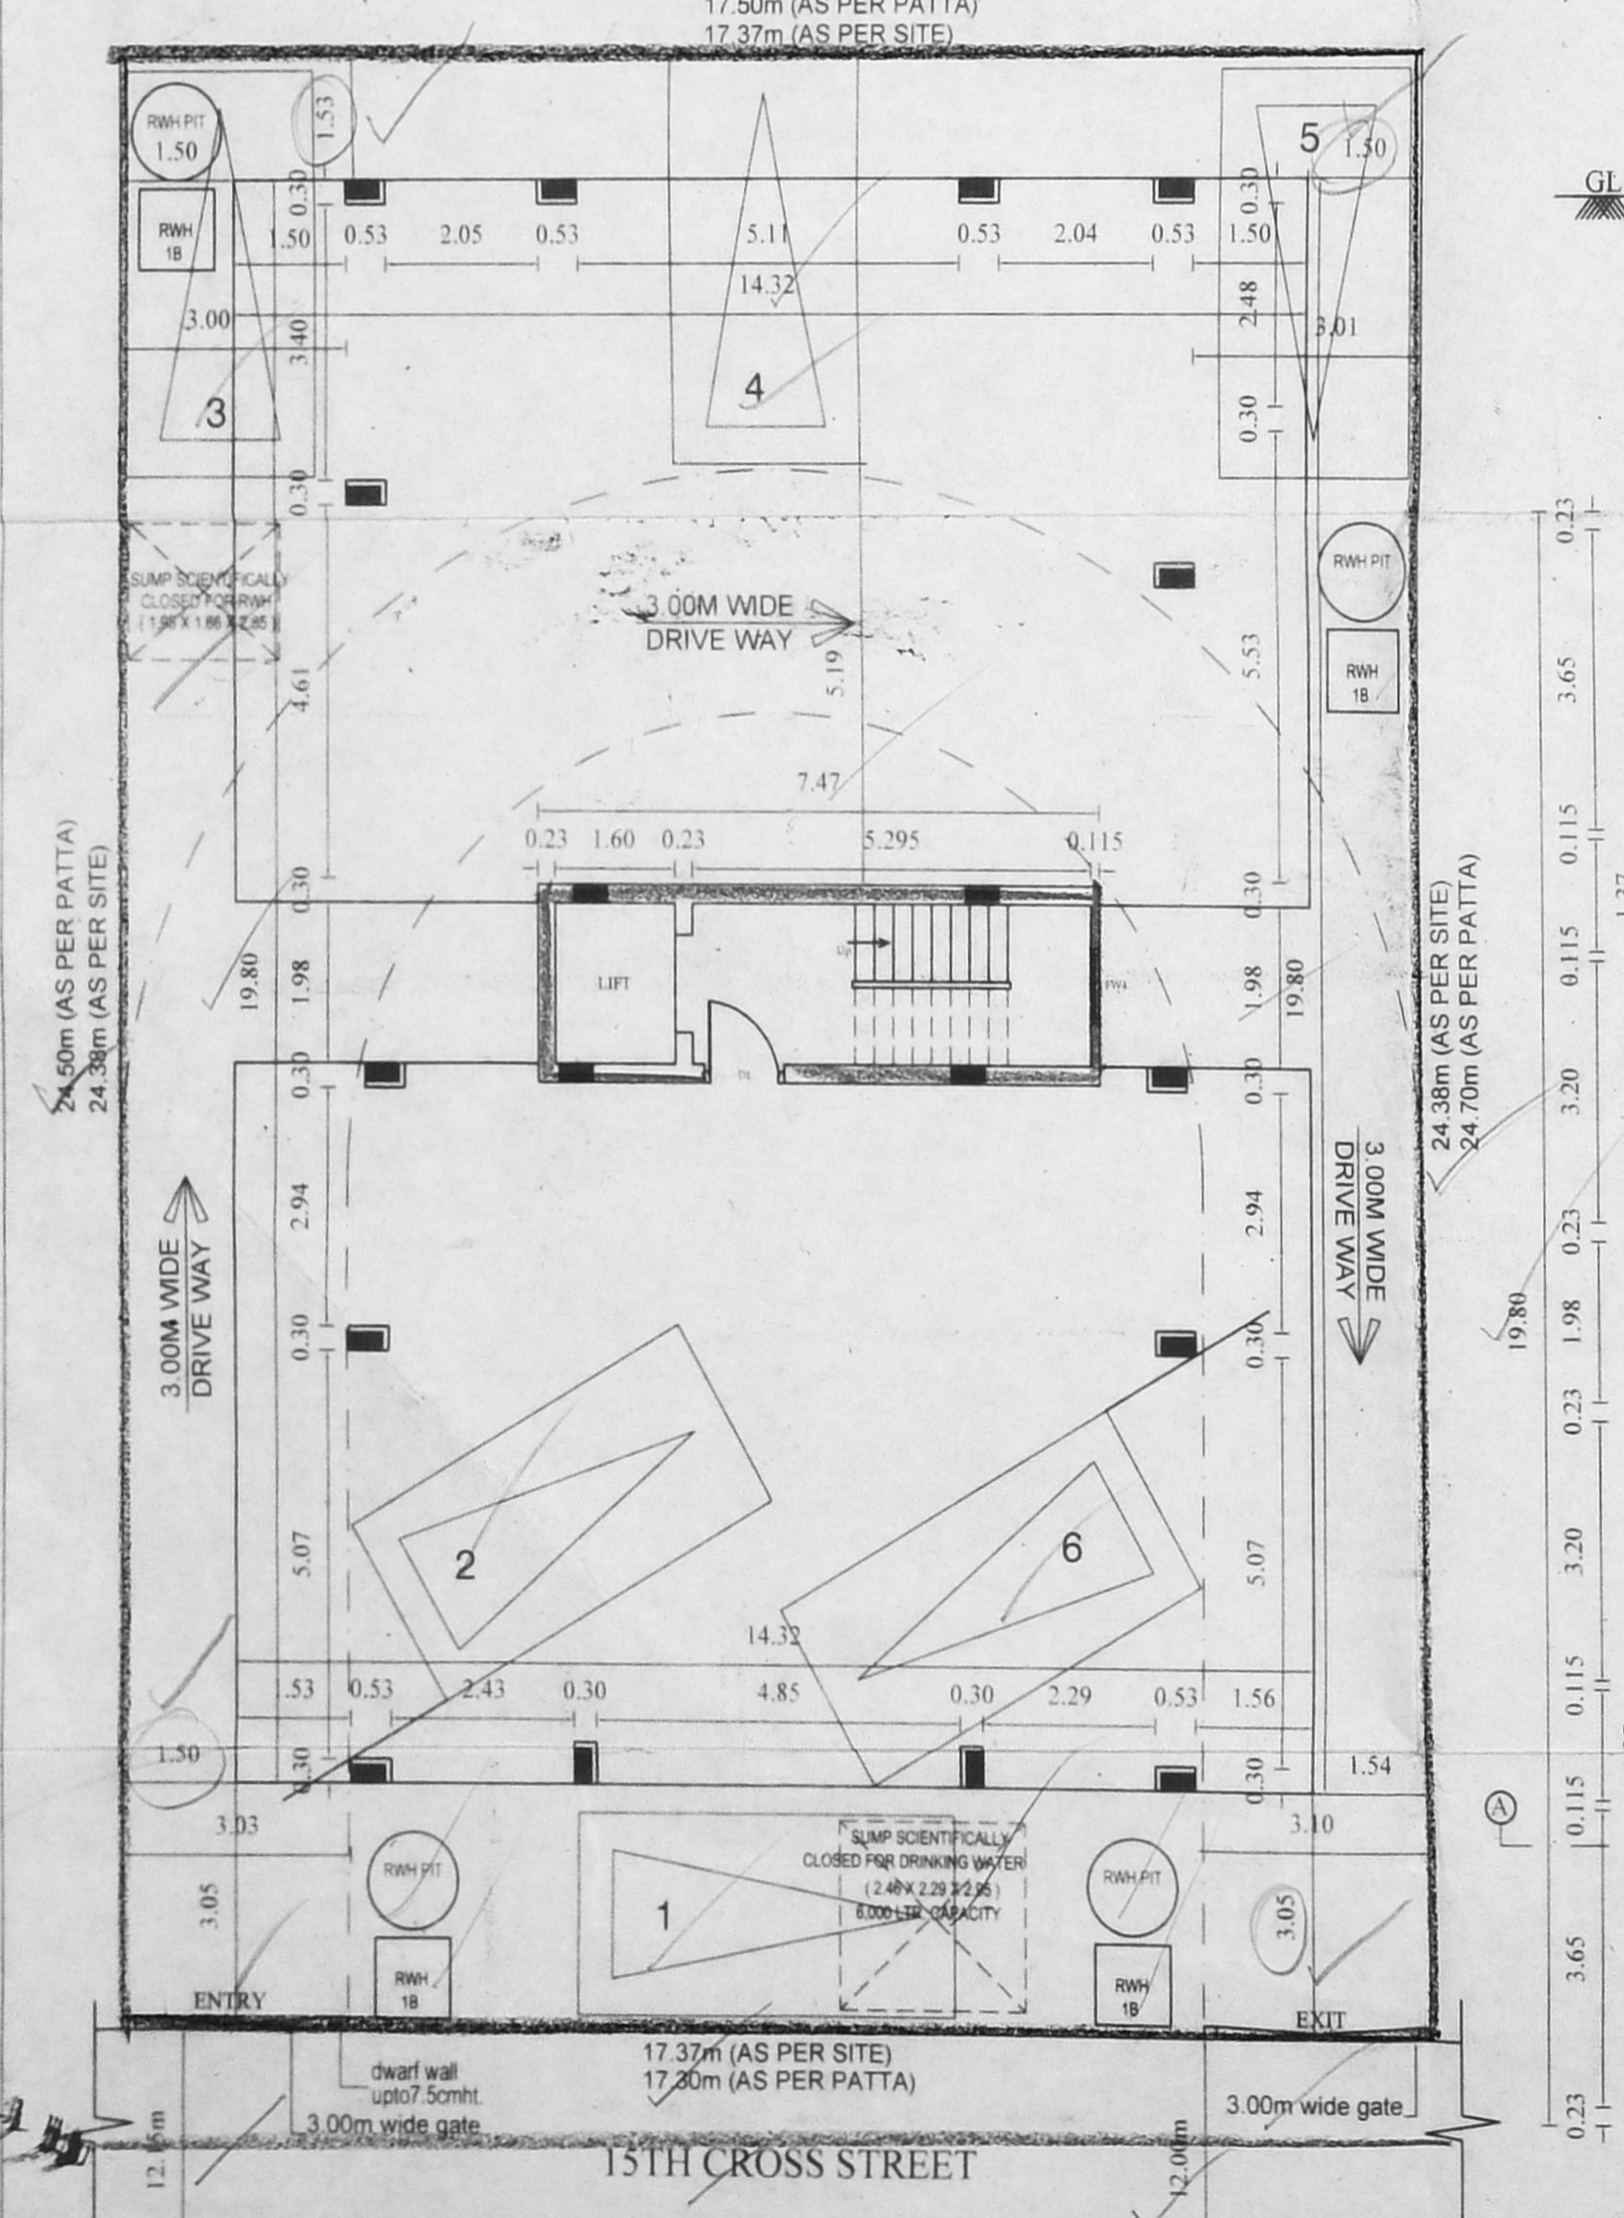 17.50m (AS PER PATTA)
17.37m (AS PER SITE)
RWH PIT
1.50
1.53
5
1.50
GL
0.30
0.30
RWH
1B
1.50
0.53
2.05
0.53
5.11
0.53
2.04
0.53
1.50
14.32
2.48
3.00
3.01
3.40
3
4
0.30
0.30
0.23
SUMP SCIENTIFICALLY
CLOSED FOR RWH
RWH PIT
3.00M WIDE
DRIVE WAY
5.19
5.53
4.61
3.65
RWH
1B
7.47
0.23
1.60
0.23
5.295
0.115
0.115
0.30
0.30
24.50m (AS PER PATTA)
24.38m (AS PER SITE)
19.80
1.98
LIFT
Up
1.98
19.80
24.38m (AS PER SITE)
24.70m (AS PER PATTA)
0.115
0.30
0.30
3.20
3.00M WIDE
DRIVE WAY
2.94
2.94
3.00M WIDE
DRIVE WAY
0.23
0.30
0.30
19.80
1.98
0.23
2
6
5.07
5.07
3.20
14.32
.53
0.53
2.43
0.30
4.85
0.30
2.29
0.53
1.56
0.115
1.50
0.30
0.30
1.54
A
0.115
3.03
3.10
RWH PIT
SUMP SCIENTIFICALLY
CLOSED FOR DRINKING WATER
( 2.46 X 2.29 X 2.95 )
6,000 LTR. CAPACITY
RWH PIT
3.05
1
3.05
RWH
1B
RWH
1B
3.65
ENTRY
EXIT
17.37m (AS PER SITE)
17.30m (AS PER PATTA)
dwarf wall
upto7.5cmht.
3.00m wide gate
3.00m wide gate
0.23
15TH CROSS STREET
12.00m